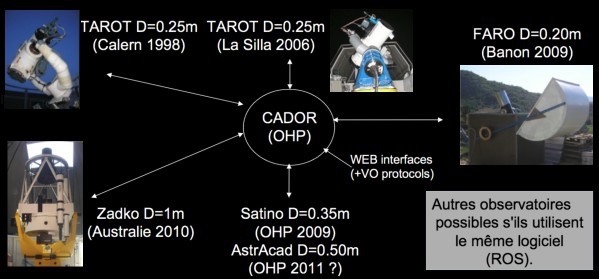 TAROT D=0.25m
(Calern 1998)
TAROT D=0.25m
(La Silla 2006)
FARO D=0.20m
(Banon 2009)
CADOR
(OHP)
WEB interfaces
(+VO protocols)
Zadko D=1m
(Australie 2010)
Satino D=0.35m
(OHP 2009)
AstrAcad D=0.50m
(OHP 2011 ?)
Autres observatoires
possibles s'ils utilisent
le même logiciel
(ROS).